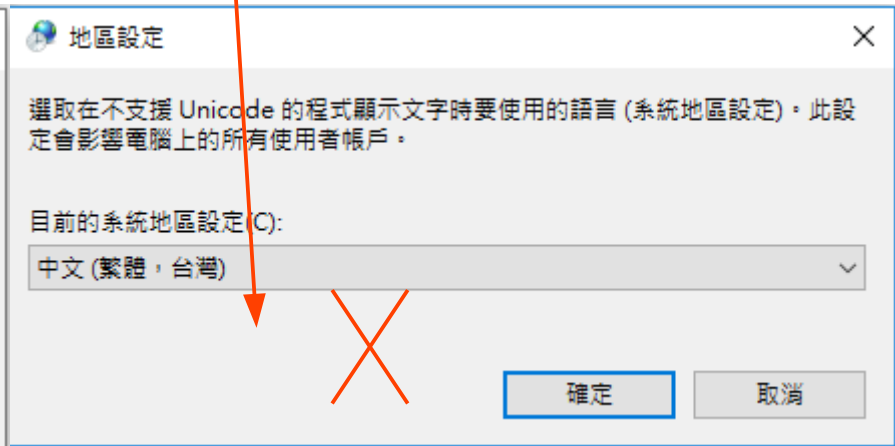 地區設定
選取在不支援 Unicode 的程式顯示文字時要使用的語言 (系統地區設定)。此設
定會影響電腦上的所有使用者帳戶。
目前的系統地區設定(C):
中文 (繁體，台灣)
確定
取消